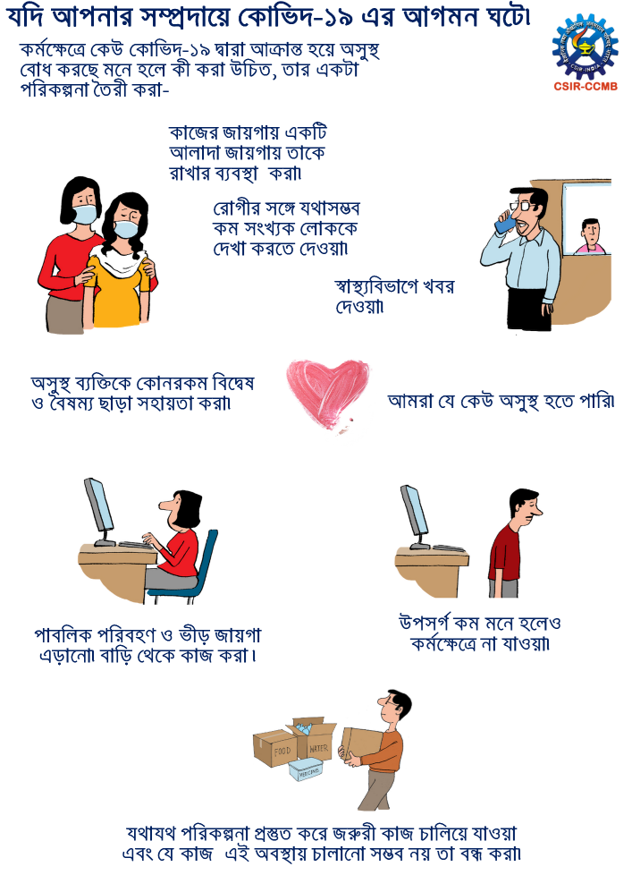 যদি আপনার সম্প্রদায়ে কোভিদ-১৯ এর আগমন ঘটে৷
কর্মক্ষেত্রে কেউ কোভিদ-১৯ দ্বারা আক্রান্ত হয়ে অসুস্থ
বোধ করছে মনে হলে কী করা উচিত, তার একটা
পরিকল্পনা তৈরী করা-
CSIR-CCMB
কাজের জায়গায় একটি
আলাদা জায়গায় তাকে
রাখার ব্যবস্থা করা৷
রোগীর সঙ্গে যথাসম্ভব
কম সংখ্যক লোককে
দেখা করতে দেওয়া৷
স্বাস্থ্যবিভাগে খবর
দেওয়া৷
অসুস্থ ব্যক্তিকে কোনরকম বিদ্বেষ
ও বৈষম্য ছাড়া সহায়তা করা৷
আমরা যে কেউ অসুস্থ হতে পারি৷
পাবলিক পরিবহণ ও ভীড় জায়গা
এড়ানো৷ বাড়ি থেকে কাজ করা ।
উপসর্গ কম মনে হলেও
কর্মক্ষেত্রে না যাওয়া৷
FOOD
WATER
যথাযথ পরিকল্পনা প্রস্তুত করে জরুরী কাজ চালিয়ে যাওয়া
এবং যে কাজ এই অবস্থায় চালানো সম্ভব নয় তা বন্ধ করা৷